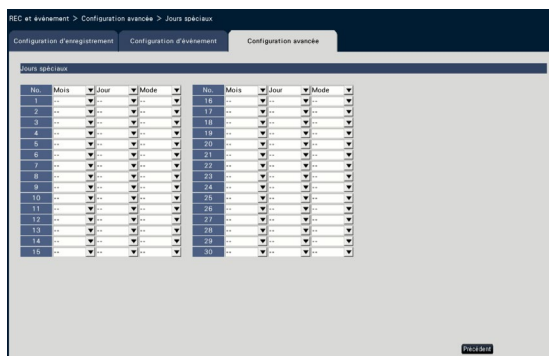 REC et événement > Configuration avancée > Jours spéciaux
Configuration d'enregistrement Configuration d'événement Configuration avancée
Jours spéciaux
No. Mois Jour Mode No. Mois Jour Mode
1 -- -- -- 16 -- -- --
2 -- -- -- 17 -- -- --
3 -- -- -- 18 -- -- --
4 -- -- -- 19 -- -- --
5 -- -- -- 20 -- -- --
6 -- -- -- 21 -- -- --
7 -- -- -- 22 -- -- --
8 -- -- -- 23 -- -- --
9 -- -- -- 24 -- -- --
10 -- -- -- 25 -- -- --
11 -- -- -- 26 -- -- --
12 -- -- -- 27 -- -- --
13 -- -- -- 28 -- -- --
14 -- -- -- 29 -- -- --
15 -- -- -- 30 -- -- --
Précédent